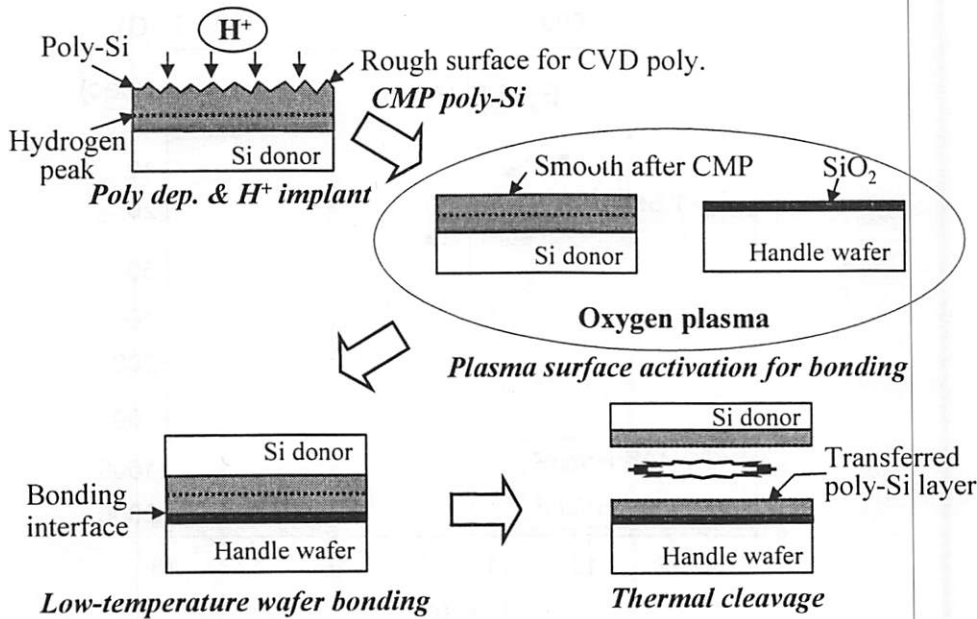 H+
Poly-Si
Rough surface for CVD poly.
CMP poly-Si
Hydrogen
peak
Si donor
Poly dep. & H+ implant
Smooth after CMP
SiO2
Si donor
Handle wafer
Oxygen plasma
Plasma surface activation for bonding
Si donor
Bonding
interface
Handle wafer
Low-temperature wafer bonding
Si donor
Transferred
poly-Si layer
Handle wafer
Thermal cleavage